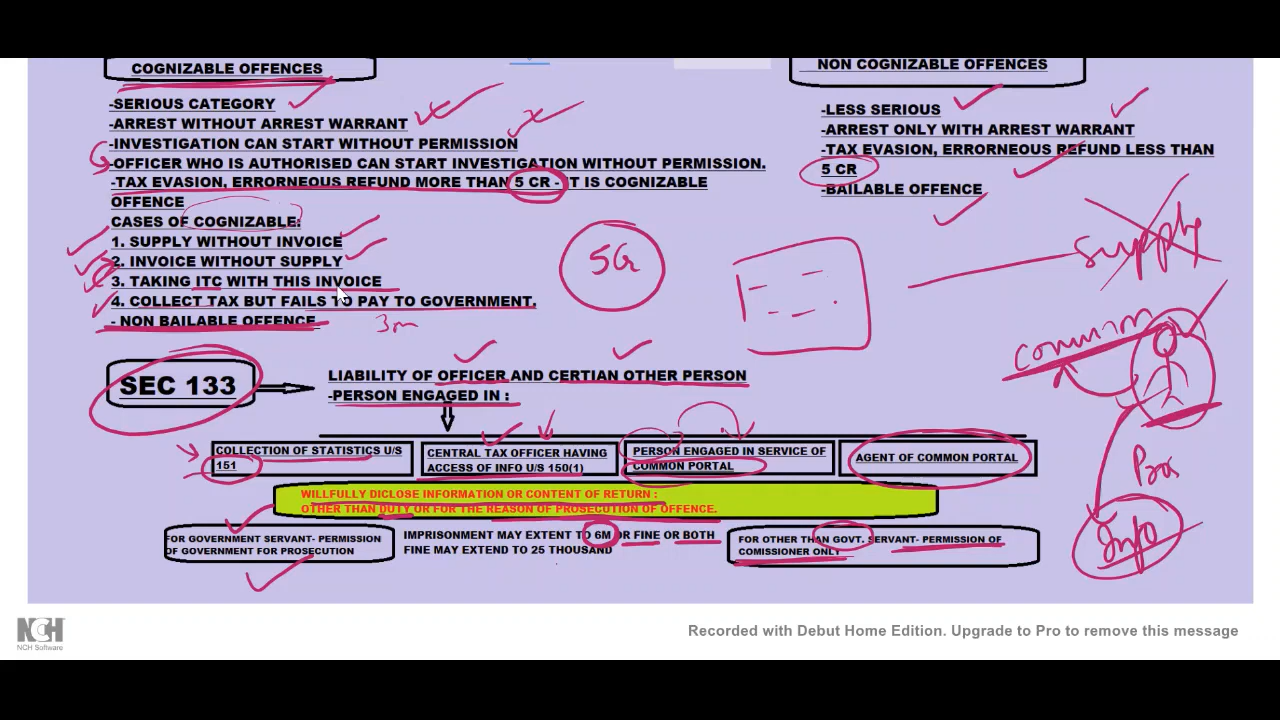 COGNIZABLE OFFENCES
-SERIOUS CATEGORY
-ARREST WITHOUT ARREST WARRANT
-INVESTIGATION CAN START WITHOUT PERMISSION
-OFFICER WHO IS AUTHORISED CAN START INVESTIGATION WITHOUT PERMISSION.
-TAX EVASION, ERRORNEOUS REFUND MORE THAN 5 CR - IT IS COGNIZABLE
OFFENCE
CASES OF COGNIZABLE:
1. SUPPLY WITHOUT INVOICE
2. INVOICE WITHOUT SUPPLY
3. TAKING ITC WITH THIS INVOICE
4. COLLECT TAX BUT FAILS TO PAY TO GOVERNMENT.
- NON BAILABLE OFFENCE
3m
5Cr
NON COGNIZABLE OFFENCES
-LESS SERIOUS
-ARREST ONLY WITH ARREST WARRANT
-TAX EVASION, ERRORNEOUS REFUND LESS THAN
5 CR
-BAILABLE OFFENCE
Supply
Common
Pros
Info
SEC 133
LIABILITY OF OFFICER AND CERTIAN OTHER PERSON
-PERSON ENGAGED IN :
COLLECTION OF STATISTICS U/S
151
CENTRAL TAX OFFICER HAVING
ACCESS OF INFO U/S 150(1)
PERSON ENGAGED IN SERVICE OF
COMMON PORTAL
AGENT OF COMMON PORTAL
WILLFULLY DICLOSE INFORMATION OR CONTENT OF RETURN :
OTHER THAN DUTY OR FOR THE REASON OF PROSECUTION OF OFFENCE.
FOR GOVERNMENT SERVANT- PERMISSION
OF GOVERNMENT FOR PROSECUTION
IMPRISONMENT MAY EXTENT TO 6M OR FINE OR BOTH
FINE MAY EXTEND TO 25 THOUSAND
FOR OTHER THAN GOVT. SERVANT- PERMISSION OF
COMISSIONER ONLY
NCH
NCH Software
Recorded with Debut Home Edition. Upgrade to Pro to remove this message